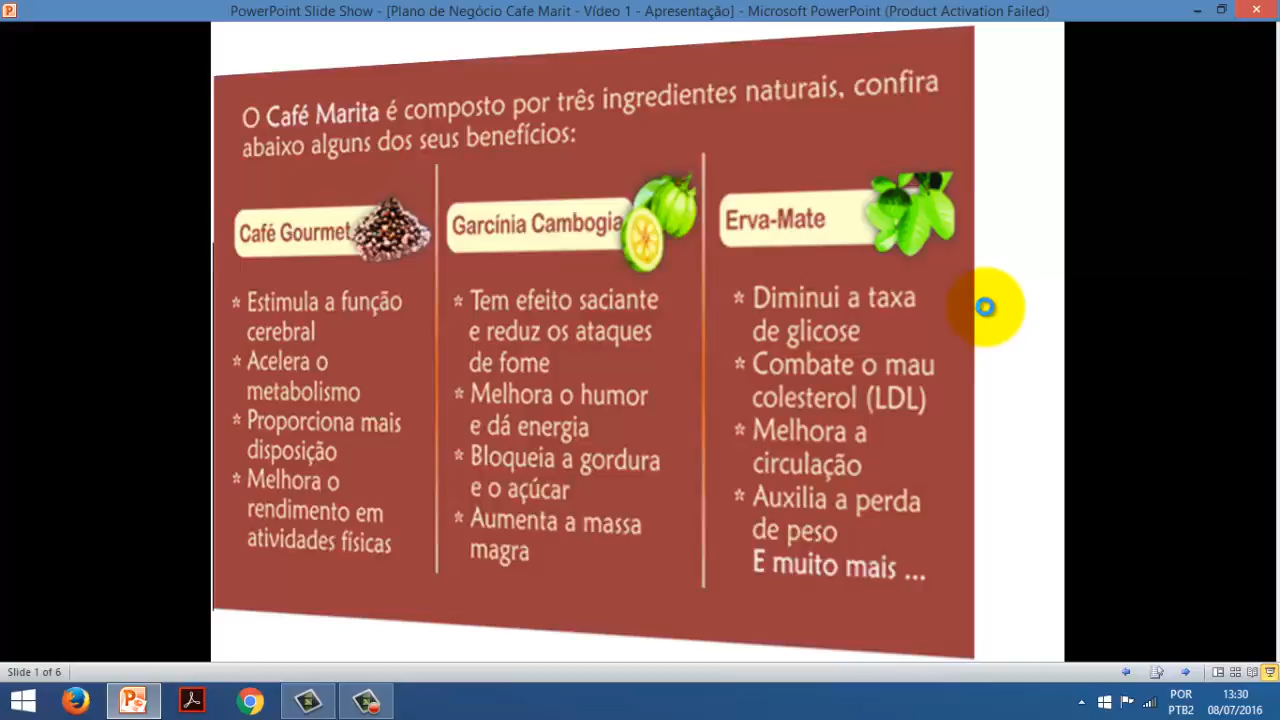 PowerPoint Slide Show - [Plano de Negócio Cafe Marit - Vídeo 1 - Apresentação] - Microsoft PowerPoint (Product Activation Failed)
O Café Marita é composto por três ingredientes naturais, confira
abaixo alguns dos seus benefícios:
Café Gourmet
* Estimula a função
cerebral
* Acelera o
metabolismo
* Proporciona mais
disposição
* Melhora o
rendimento em
atividades físicas
Garcínia Cambogia
* Tem efeito saciante
e reduz os ataques
de fome
* Melhora o humor
e dá energia
* Bloqueia a gordura
e o açúcar
* Aumenta a massa
magra
Erva-Mate
* Diminui a taxa
de glicose
* Combate o mau
colesterol (LDL)
* Melhora a
circulação
* Auxilia a perda
de peso
E muito mais ...
Slide 1 of 6
POR
PTB2
13:30
08/07/2016